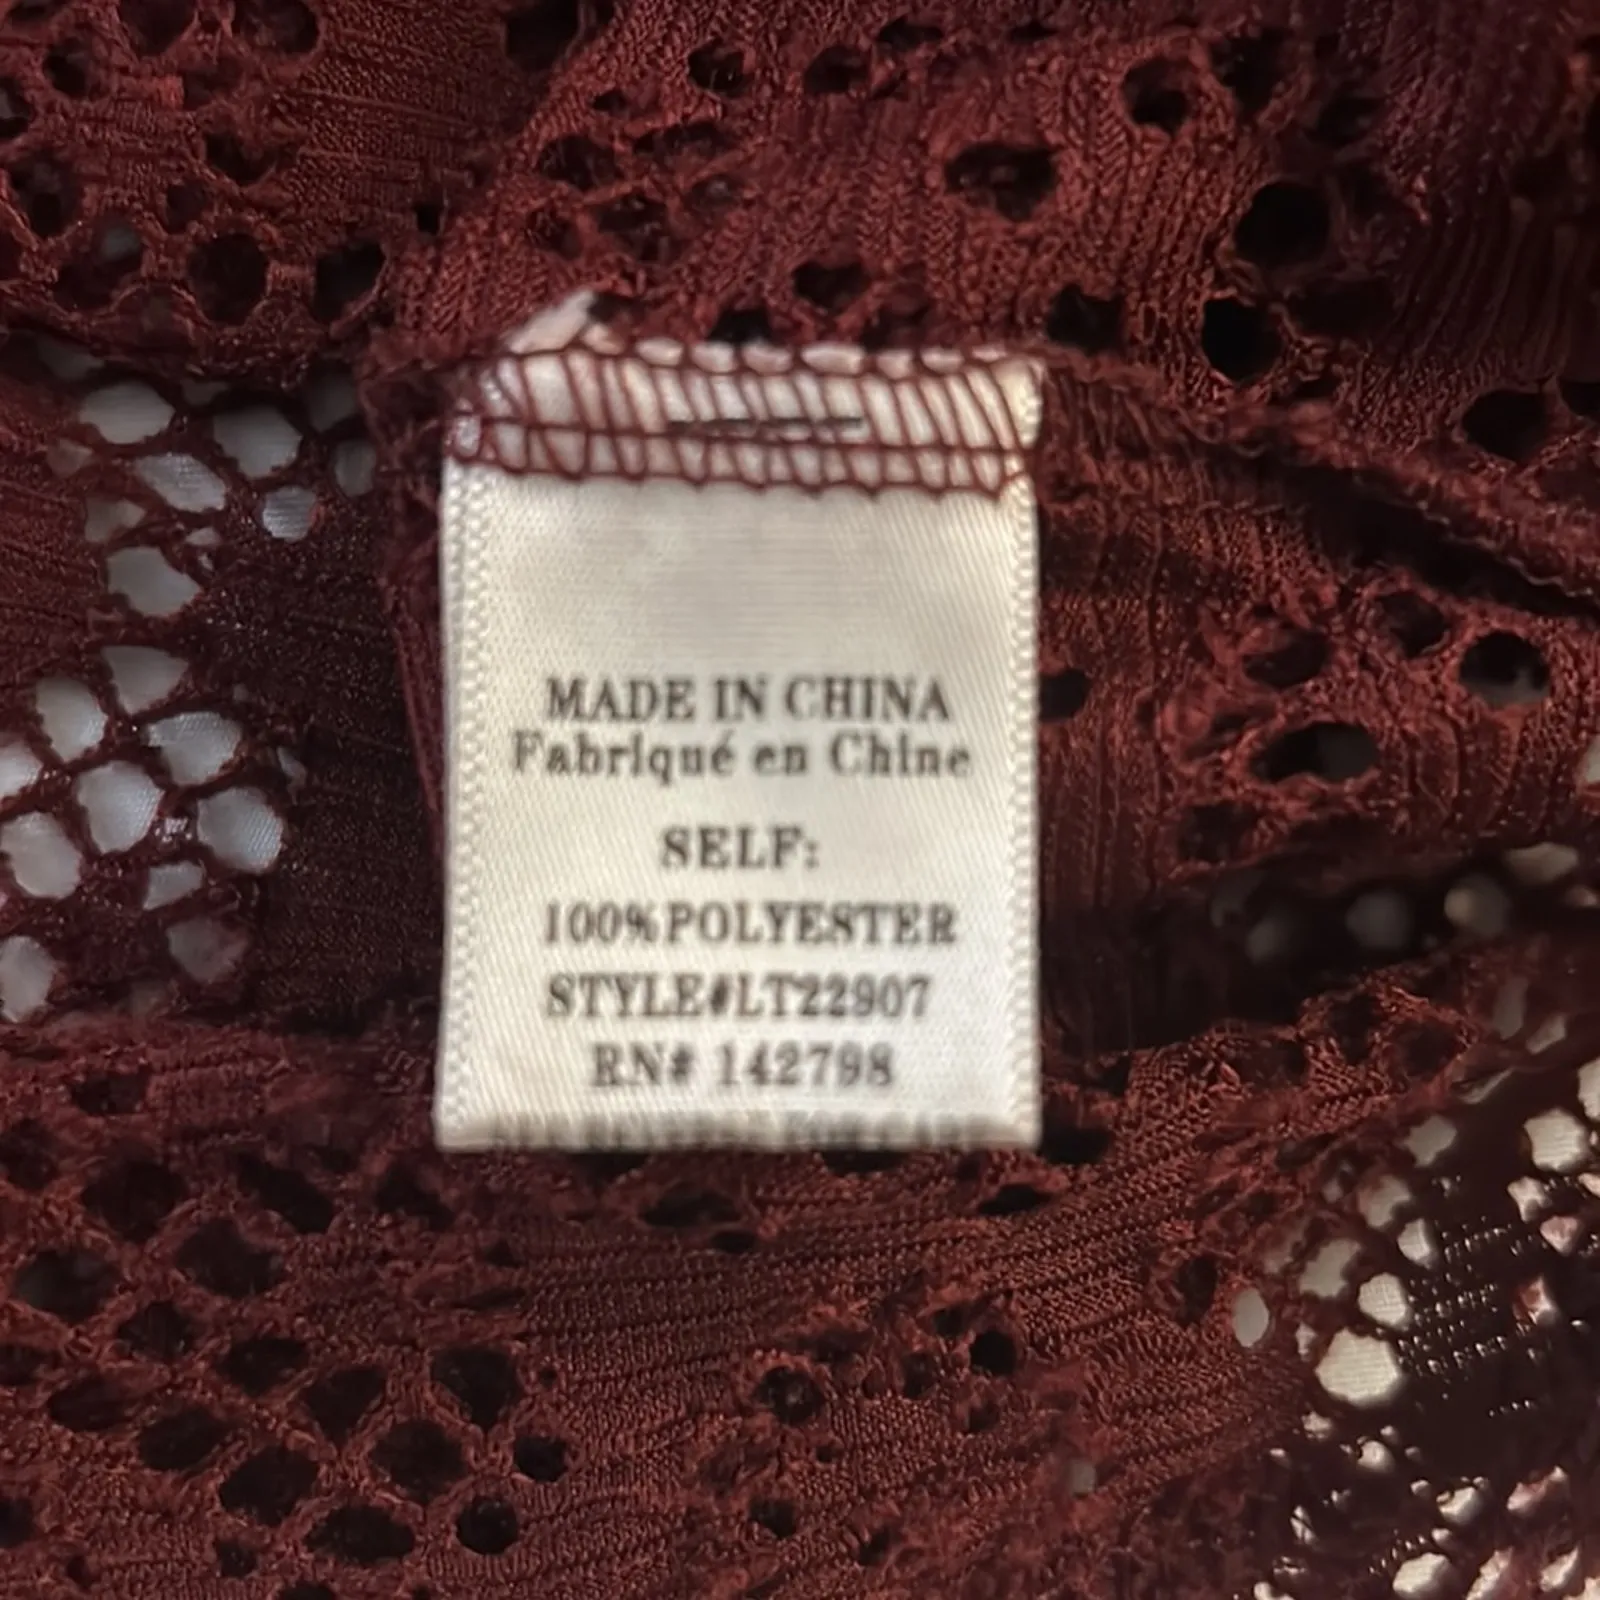 MADE IN CHINA
Fabriqué en Chine
SELF:
100%POLYESTER
STYLE#LT22907
RN# 142798